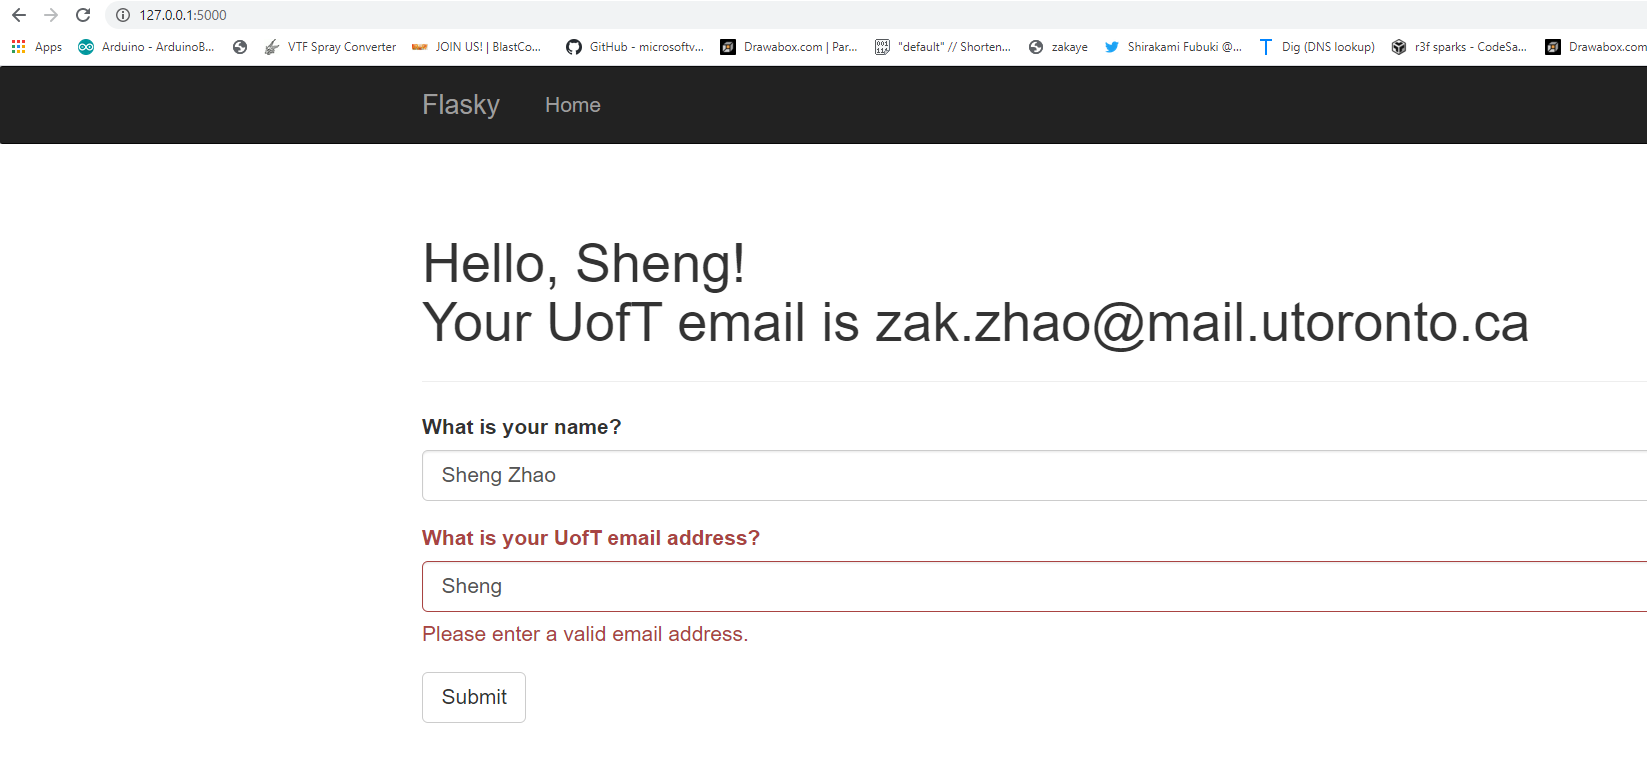 127.0.0.1:5000
Apps Arduino - ArduinoB... VTF Spray Converter JOIN US! | BlastCo... GitHub - microsoftv... Drawabox.com | Par... "default" // Shorten... zakaye Shirakami Fubuki @... Dig (DNS lookup) r3f sparks - CodeSa... Drawabox.com
Flasky Home
Hello, Sheng!
Your UofT email is zak.zhao@mail.utoronto.ca
What is your name?
Sheng Zhao
What is your UofT email address?
Sheng
Please enter a valid email address.
Submit